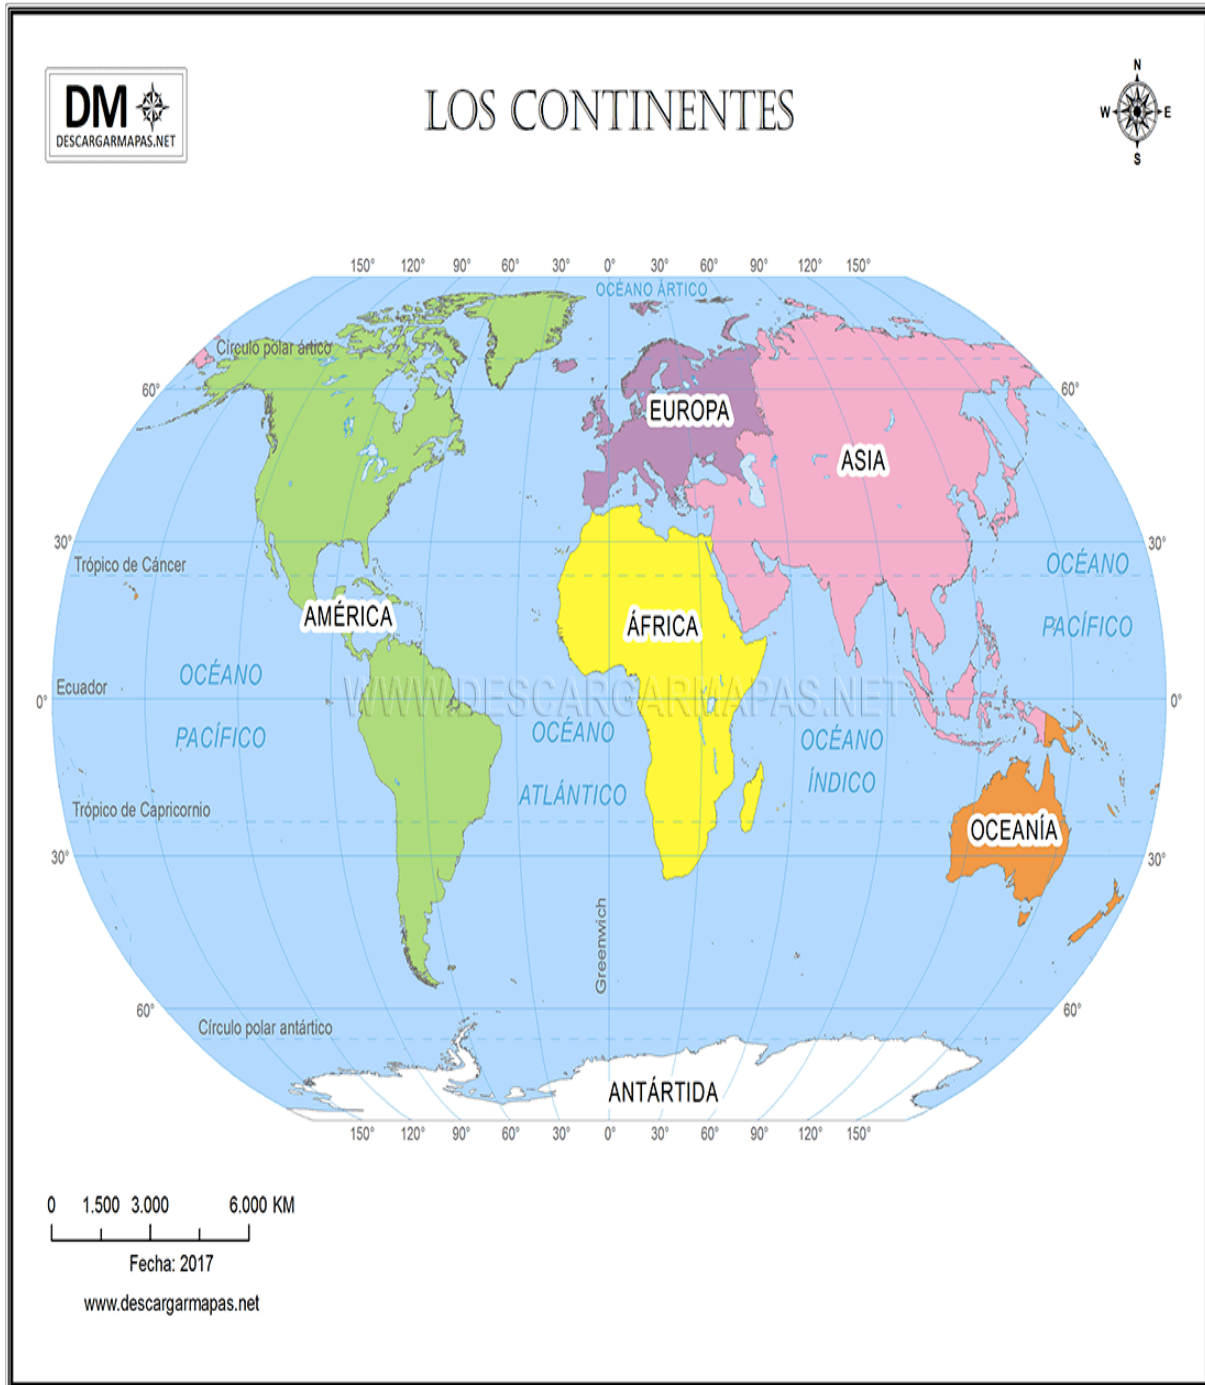 DM
DESCARGARMAPAS.NET
LOS CONTINENTES
N
W E
S
150° 120° 90° 60° 30° 0° 30° 60° 90° 120° 150°
OCÉANO ÁRTICO
Círculo polar ártico
60° 60°
EUROPA
ASIA
30° 30°
Trópico de Cáncer
OCÉANO
PACÍFICO
AMÉRICA
ÁFRICA
OCÉANO
PACÍFICO
Ecuador
0° 0°
WWW.DESCARGARMAPAS.NET
OCÉANO
ATLÁNTICO
OCÉANO
ÍNDICO
Trópico de Capricornio
OCEANÍA
30° 30°
Greenwich
60° 60°
Círculo polar antártico
ANTÁRTIDA
150° 120° 90° 60° 30° 0° 30° 60° 90° 120° 150°
0 1.500 3.000 6.000 KM
Fecha: 2017
www.descargarmapas.net